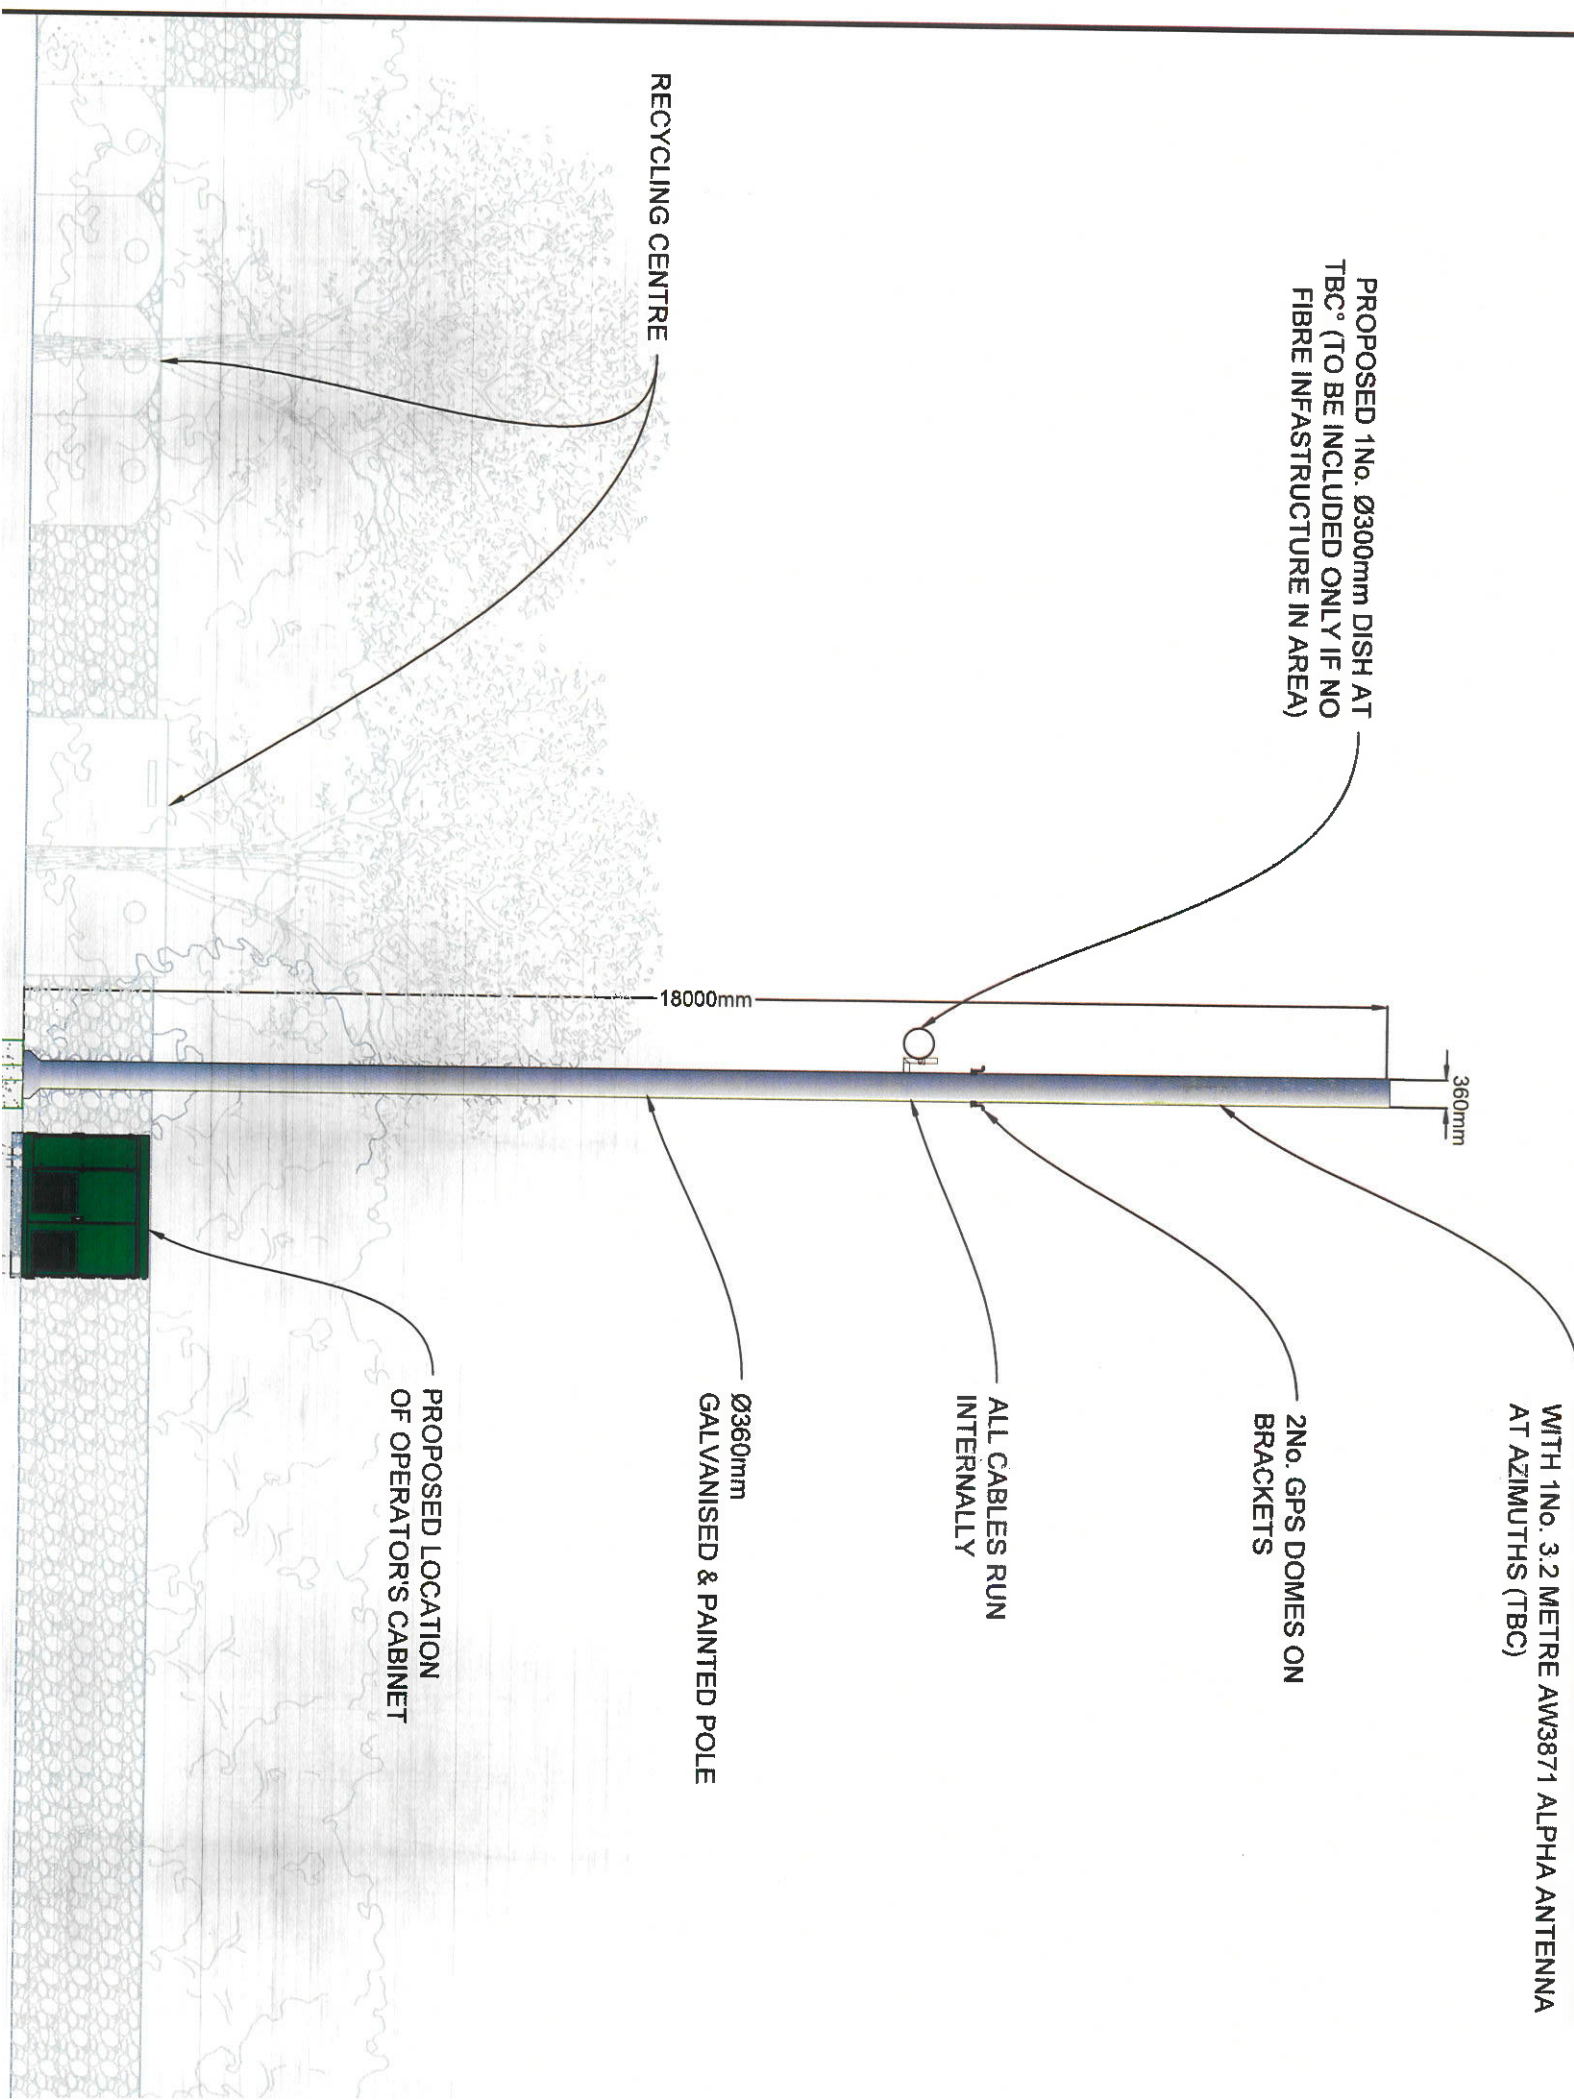 360mm
WITH 1No. 3.2 METRE AW3871 ALPHA ANTENNA
AT AZIMUTHS (TBC)
PROPOSED 1No. Ø300mm DISH AT
TBC° (TO BE INCLUDED ONLY IF NO
FIBRE INFASTRUCTURE IN AREA)
2No. GPS DOMES ON
BRACKETS
ALL CABLES RUN
INTERNALLY
18000mm
Ø360mm
GALVANISED & PAINTED POLE
RECYCLING CENTRE
PROPOSED LOCATION
OF OPERATOR'S CABINET